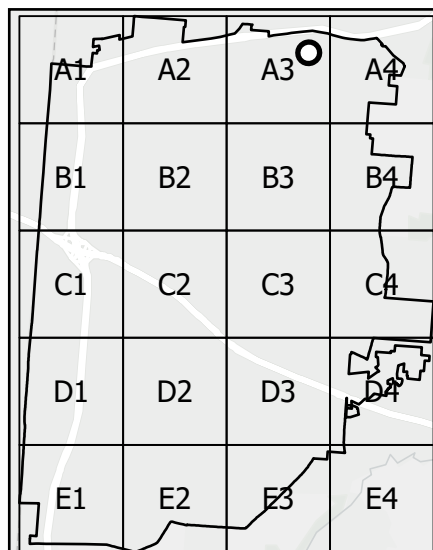 A1 A2 A3 A4
B1 B2 B3 B4
C1 C2 C3 C4
D1 D2 D3 D4
E1 E2 E3 E4